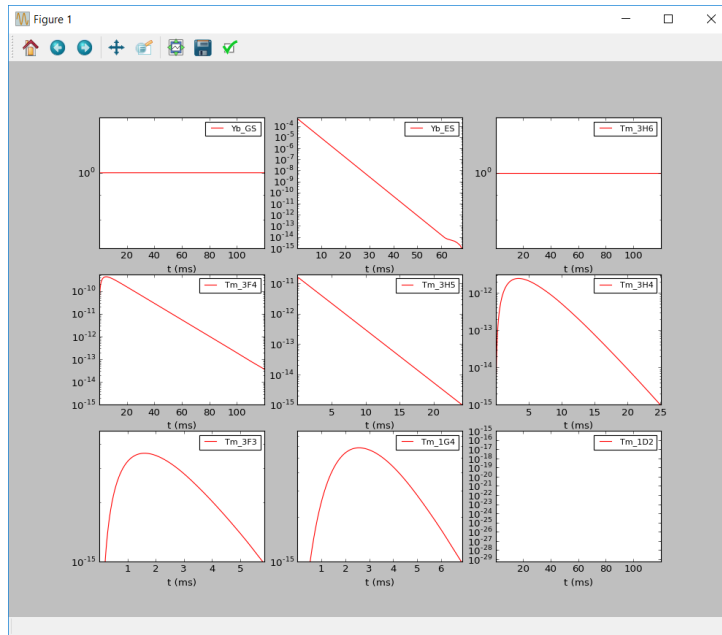 Figure 1
Yb_GS
10⁰
20 40 60 80 100
t (ms)
Yb_ES
10⁻⁴
10⁻⁵
10⁻⁶
10⁻⁷
10⁻⁸
10⁻⁹
10⁻¹⁰
10⁻¹¹
10⁻¹²
10⁻¹³
10⁻¹⁴
10⁻¹⁵
10 20 30 40 50 60
t (ms)
Tm_3H6
10⁰
20 40 60 80 100
t (ms)
Tm_3F4
10⁻¹⁰
10⁻¹¹
10⁻¹²
10⁻¹³
10⁻¹⁴
10⁻¹⁵
20 40 60 80 100
t (ms)
Tm_3H5
10⁻¹¹
10⁻¹²
10⁻¹³
10⁻¹⁴
10⁻¹⁵
5 10 15 20
t (ms)
Tm_3H4
10⁻¹²
10⁻¹³
10⁻¹⁴
10⁻¹⁵
5 10 15 20 25
t (ms)
Tm_3F3
10⁻¹⁵
1 2 3 4 5
t (ms)
Tm_1G4
10⁻¹⁵
1 2 3 4 5 6
t (ms)
Tm_1D2
10⁻¹⁵
10⁻¹⁶
10⁻¹⁷
10⁻¹⁸
10⁻¹⁹
10⁻²⁰
10⁻²¹
10⁻²²
10⁻²³
10⁻²⁴
10⁻²⁵
10⁻²⁶
10⁻²⁷
10⁻²⁸
10⁻²⁹
20 40 60 80 100
t (ms)